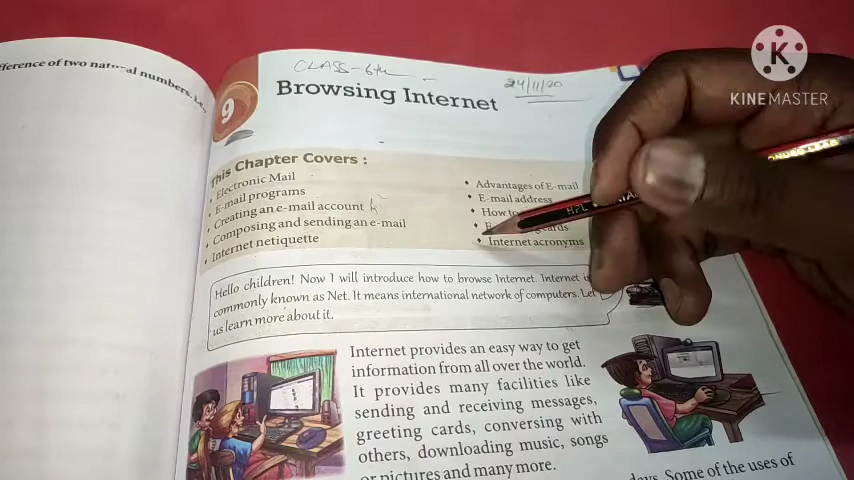 fference of two natural numbers. i.e.,
CLASS-6th
24/11/20
9
Browsing Internet
This Chapter Covers :
• Electronic Mail
• E-mail programs
• Creating an e-mail account
• Composing and sending an e-mail
• Internet netiquette
• Advantages of E-mail
• E-mail address
• How to
• E cards
• Internet acronyms
Hello children! Now I will introduce how to browse Internet. Internet is
commonly known as Net. It means international network of computers. Let
us learn more about it.
Internet provides an easy way to get
information from all over the world.
It provides many facilities like
sending and receiving messages,
greeting cards, conversing with
others, downloading music, songs
or pictures and many more.
days. Some of the uses of
K
KINEMASTER